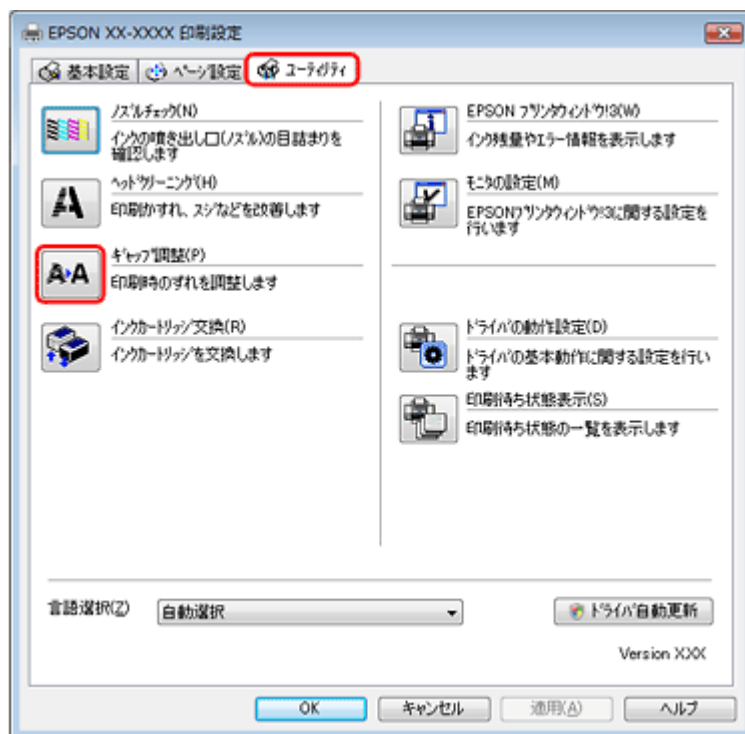 EPSON XX-XXXX 印刷設定
基本設定
ページ設定
ユーティリティ
ノズルチェック(N)
インクの噴き出し口(ノズル)の目詰まりを
確認します
ヘッドクリーニング(H)
印刷かすれ、スジなどを改善します
ギャップ調整(P)
印刷時のずれを調整します
インクカートリッジ交換(R)
インクカートリッジを交換します
EPSON プリンタウィンドウ!3(W)
インク残量やエラー情報を表示します
モニタの設定(M)
EPSONプリンタウィンドウ!3に関する設定を
行います
ドライバの動作設定(D)
ドライバの基本動作に関する設定を行い
ます
印刷待ち状態表示(S)
印刷待ち状態の一覧を表示します
言語選択(Z)
自動選択
ドライバ自動更新
Version X.XX
OK
キャンセル
適用(A)
ヘルプ